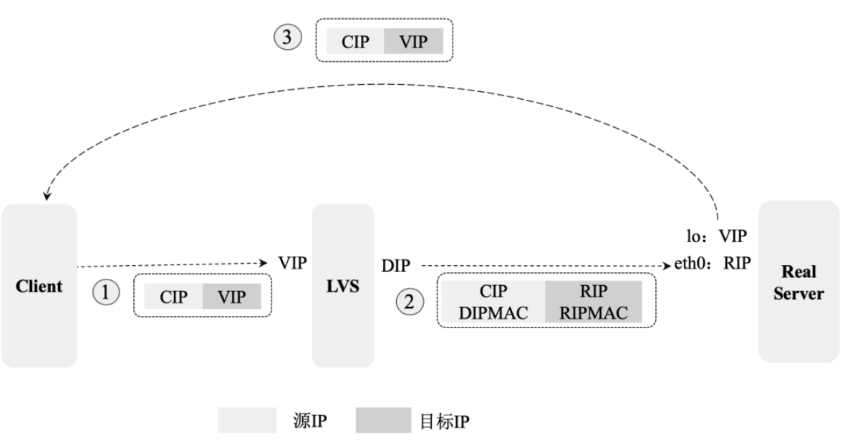 ③ CIP VIP
lo： VIP
VIP DIP eth0： RIP
Client LVS Real Server
① CIP VIP
② CIP RIP
DIPMAC RIPMAC
源IP 目标IP